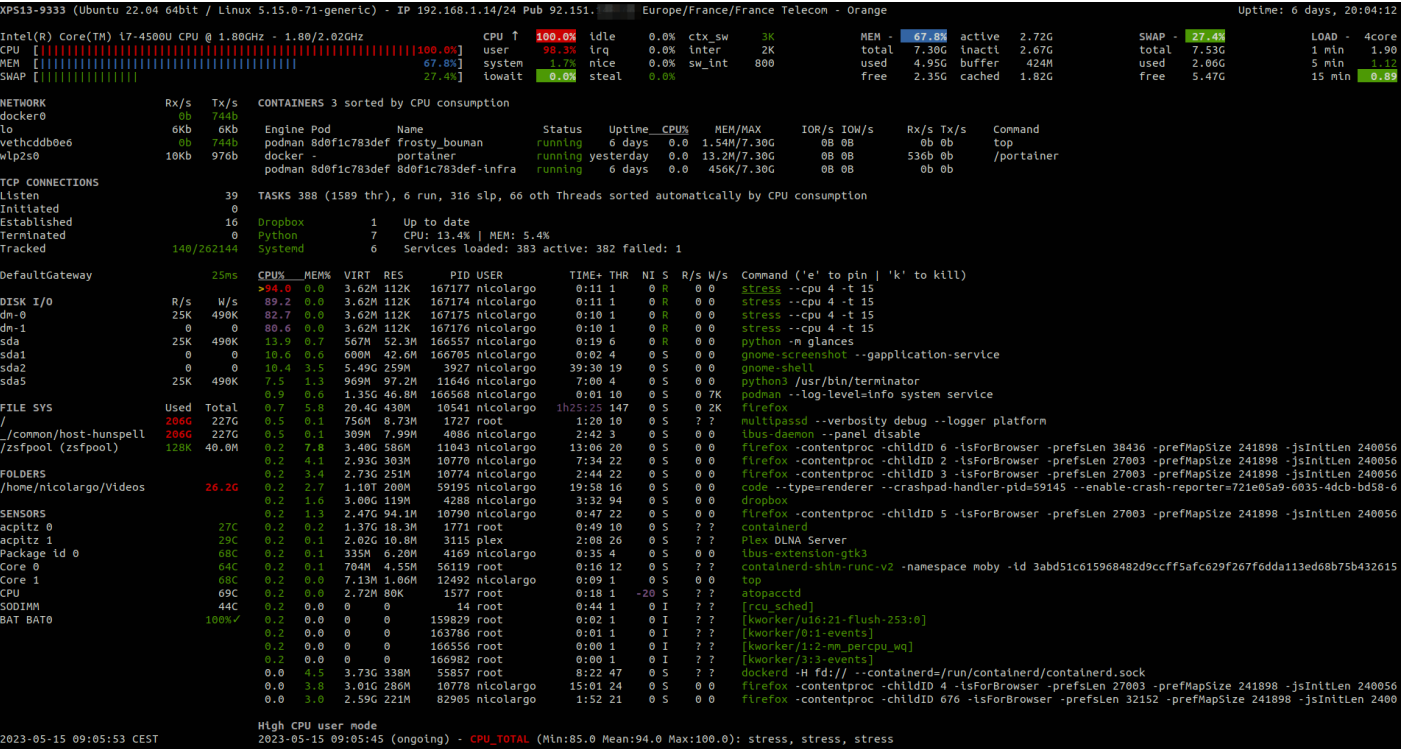 XPS13-9333 (Ubuntu 22.04 64bit / Linux 5.15.0-71-generic) - IP 192.168.1.14/24 Pub 92.151. Europe/France/France Telecom - Orange Uptime: 6 days, 20:04:12
Intel(R) Core(TM) i7-4500U CPU @ 1.80GHz - 1.80/2.02GHz CPU ↑ 100.0% idle 0.0% ctx_sw 3K MEM - 67.8% active 2.72G SWAP - 27.4% LOAD - 4core
CPU [||||||||||||||||||||||||||||||||||||||||||||||||||||||||||100.0%] user 90.3% irq 0.0% inter 2K total 7.30G inacti 2.67G total 7.53G 1 min 1.90
MEM [||||||||||||||||||||||||||||||||||||||| 67.8%] system 1.7% nice 0.0% sw_int 800 used 4.95G buffer 424M used 2.06G 5 min 1.12
SWAP [||||||||||||||| 27.4%] iowait 0.0% steal 0.0% free 2.35G cached 1.82G free 5.47G 15 min 0.89
NETWORK Rx/s Tx/s CONTAINERS 3 sorted by CPU consumption
docker0 0b 744b
lo 6Kb 6Kb Engine Pod Name Status Uptime CPU% MEM/MAX IOR/s IOW/s Rx/s Tx/s Command
vethcddb0e6 0b 744b podman 8d0f1c783def frosty_bouman running 6 days 0.0 1.54M/7.30G 0B 0B 0b 0b top
wlp2s0 10Kb 976b docker - portainer running yesterday 0.0 13.2M/7.30G 0B 0B 536b 0b /portainer
podman 8d0f1c783def 8d0f1c783def-infra running 6 days 0.0 456K/7.30G 0B 0B 0b 0b
TCP CONNECTIONS
Listen 39 TASKS 388 (1589 thr), 6 run, 316 slp, 66 oth Threads sorted automatically by CPU consumption
Initiated 0
Established 16 Dropbox 1 Up to date
Terminated 0 Python 7 CPU: 13.4% | MEM: 5.4%
Tracked 140/262144 Systemd 6 Services loaded: 383 active: 382 failed: 1
DefaultGateway 25ms CPU% MEM% VIRT RES PID USER TIME+ THR NI S R/s W/s Command ('e' to pin | 'k' to kill)
>94.0 0.0 3.62M 112K 167177 nicolargo 0:11 1 0 R 0 0 stress --cpu 4 -t 15
DISK I/O R/s W/s 89.2 0.0 3.62M 112K 167174 nicolargo 0:11 1 0 R 0 0 stress --cpu 4 -t 15
dm-0 25K 490K 82.7 0.0 3.62M 112K 167175 nicolargo 0:10 1 0 R 0 0 stress --cpu 4 -t 15
dm-1 0 0 80.6 0.0 3.62M 112K 167176 nicolargo 0:10 1 0 R 0 0 stress --cpu 4 -t 15
sda 25K 490K 13.9 0.7 567M 52.3M 166557 nicolargo 0:19 6 0 R 0 0 python -m glances
sda1 0 0 10.6 0.6 600M 42.6M 166705 nicolargo 0:02 4 0 S 0 0 gnome-screenshot --gapplication-service
sda2 0 0 10.4 3.5 5.49G 259M 3927 nicolargo 39:30 19 0 S 0 0 gnome-shell
sda5 25K 490K 7.5 1.3 969M 97.2M 11646 nicolargo 7:00 4 0 S 0 0 python3 /usr/bin/terminator
0.9 0.6 1.35G 46.8M 166568 nicolargo 0:01 10 0 S 0 7K podman --log-level=info system service
FILE SYS Used Total 0.7 5.8 20.4G 430M 10541 nicolargo 1h25:25 147 0 S 0 2K firefox
/ 206G 227G 0.5 0.1 756M 8.73M 1727 root 1:20 10 0 S ? ? multipassd --verbosity debug --logger platform
_/common/host-hunspell 206G 227G 0.5 0.1 309M 7.99M 4086 nicolargo 2:42 3 0 S 0 0 ibus-daemon --panel disable
/zsfpool (zsfpool) 128K 40.0M 0.2 7.8 3.40G 586M 11043 nicolargo 13:06 20 0 S 0 0 firefox -contentproc -childID 6 -isForBrowser -prefsLen 38436 -prefMapSize 241898 -jsInitLen 240056
0.2 4.1 2.93G 303M 10770 nicolargo 7:34 22 0 S 0 0 firefox -contentproc -childID 2 -isForBrowser -prefsLen 27003 -prefMapSize 241898 -jsInitLen 240056
FOLDERS 0.2 3.4 2.73G 251M 10774 nicolargo 2:44 22 0 S 0 0 firefox -contentproc -childID 3 -isForBrowser -prefsLen 27003 -prefMapSize 241898 -jsInitLen 240056
/home/nicolargo/Videos 26.2G 0.2 2.7 1.10T 200M 59195 nicolargo 19:58 16 0 S 0 0 code --type=renderer --crashpad-handler-pid=59145 --enable-crash-reporter=721e05a9-6035-4dcb-bd58-6
0.2 1.6 3.00G 119M 4288 nicolargo 3:32 94 0 S 0 0 dropbox
SENSORS 0.2 1.3 2.47G 94.1M 10790 nicolargo 0:47 22 0 S 0 0 firefox -contentproc -childID 5 -isForBrowser -prefsLen 27003 -prefMapSize 241898 -jsInitLen 240056
acpitz 0 27C 0.2 0.2 1.37G 18.3M 1771 root 0:49 10 0 S ? ? containerd
acpitz 1 29C 0.2 0.1 2.02G 10.8M 3115 plex 2:08 26 0 S ? ? Plex DLNA Server
Package id 0 68C 0.2 0.1 335M 6.20M 4169 nicolargo 0:35 4 0 S 0 0 ibus-extension-gtk3
Core 0 64C 0.2 0.1 704M 4.55M 56119 root 0:16 12 0 S ? ? containerd-shim-runc-v2 -namespace moby -id 3abd51c615968482d9ccff5afc629f267f6dda113ed68b75b432615
Core 1 68C 0.2 0.0 7.13M 1.06M 12492 nicolargo 0:09 1 0 S 0 0 top
CPU 69C 0.2 0.0 2.72M 80K 1577 root 0:18 1 -20 S ? ? atopacctd
SODIMM 44C 0.2 0.0 0 0 14 root 0:44 1 0 I ? ? [rcu_sched]
BAT BAT0 100%✓ 0.2 0.0 0 0 159829 root 0:02 1 0 I ? ? [kworker/u16:21-flush-253:0]
0.2 0.0 0 0 163786 root 0:01 1 0 I ? ? [kworker/0:1-events]
0.2 0.0 0 0 166556 root 0:00 1 0 I ? ? [kworker/1:2-mm_percpu_wq]
0.2 0.0 0 0 166982 root 0:00 1 0 I ? ? [kworker/3:3-events]
0.0 4.5 3.73G 338M 55857 root 8:22 47 0 S ? ? dockerd -H fd:// --containerd=/run/containerd/containerd.sock
0.0 3.8 3.01G 286M 10778 nicolargo 15:01 24 0 S 0 0 firefox -contentproc -childID 4 -isForBrowser -prefsLen 27003 -prefMapSize 241898 -jsInitLen 240056
0.0 3.0 2.59G 221M 82905 nicolargo 1:52 21 0 S 0 0 firefox -contentproc -childID 676 -isForBrowser -prefsLen 32152 -prefMapSize 241898 -jsInitLen 2400
High CPU user mode
2023-05-15 09:05:53 CEST 2023-05-15 09:05:45 (ongoing) - CPU_TOTAL (Min:85.0 Mean:94.0 Max:100.0): stress, stress, stress